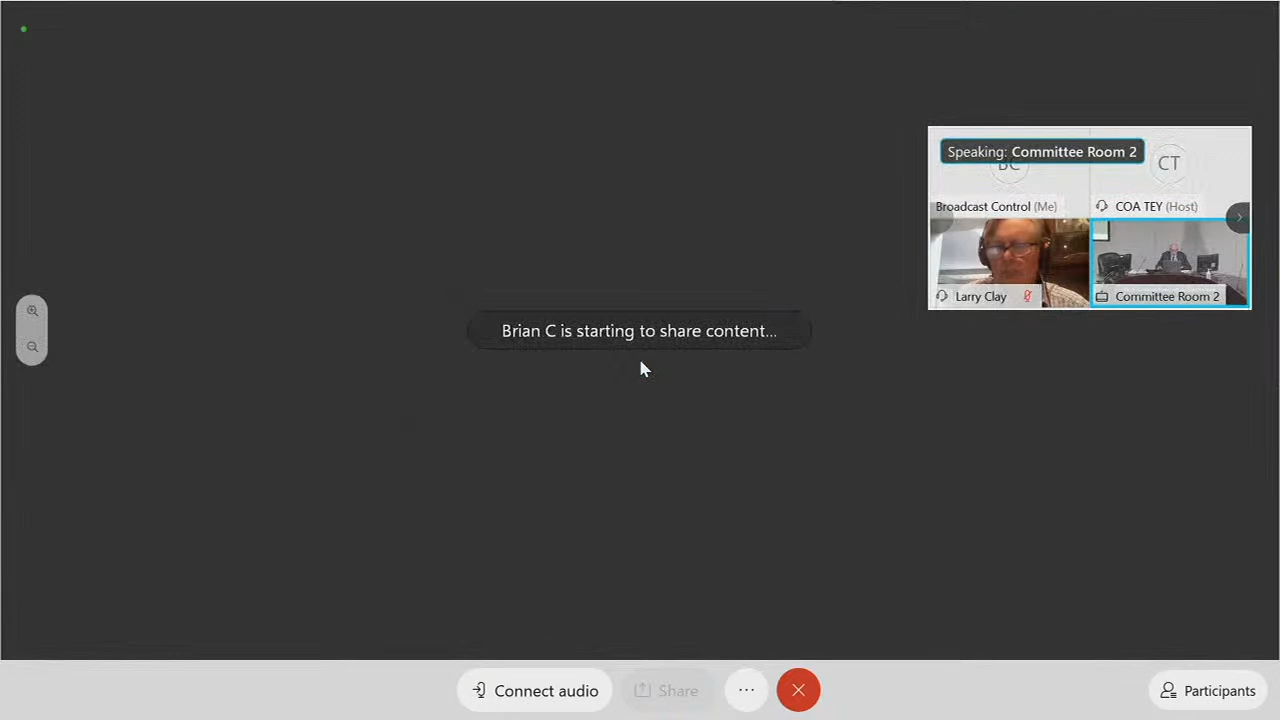 Speaking: Committee Room 2
BC
CT
Broadcast Control (Me)
COA TEY (Host)
Larry Clay
Committee Room 2
Brian C is starting to share content...
Connect audio
Share
Participants